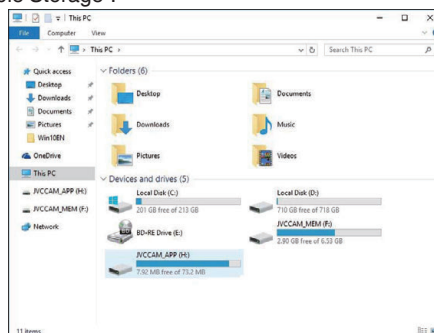 This PC
File Computer View
This PC
Search This PC
Quick access
Desktop
Downloads
Documents
Pictures
Win10EN
OneDrive
This PC
JVCCAM_APP (H:)
JVCCAM_MEM (F:)
Network
Folders (6)
Desktop
Documents
Downloads
Music
Pictures
Videos
Devices and drives (5)
Local Disk (C:)
201 GB free of 213 GB
Local Disk (D:)
710 GB free of 718 GB
BD-RE Drive (E:)
JVCCAM_MEM (F:)
2.90 GB free of 6.53 GB
JVCCAM_APP (H:)
7.92 MB free of 73.2 MB
11 items